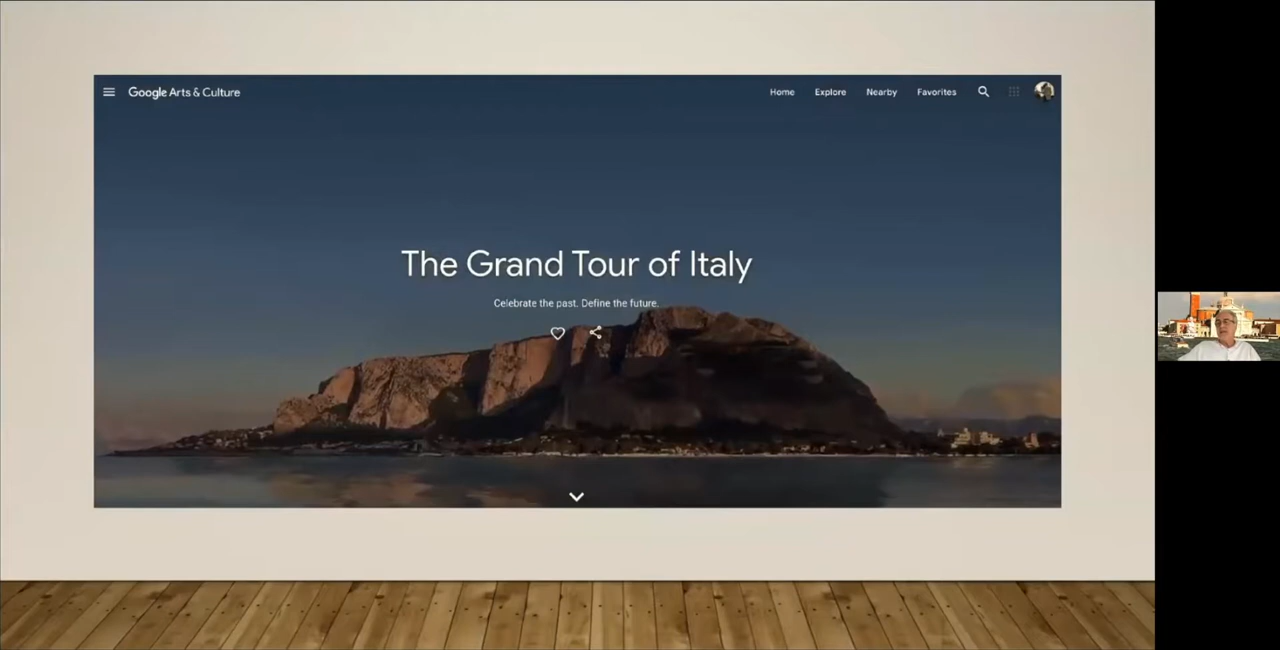 Google Arts & Culture
Home Explore Nearby Favorites
The Grand Tour of Italy
Celebrate the past. Define the future.